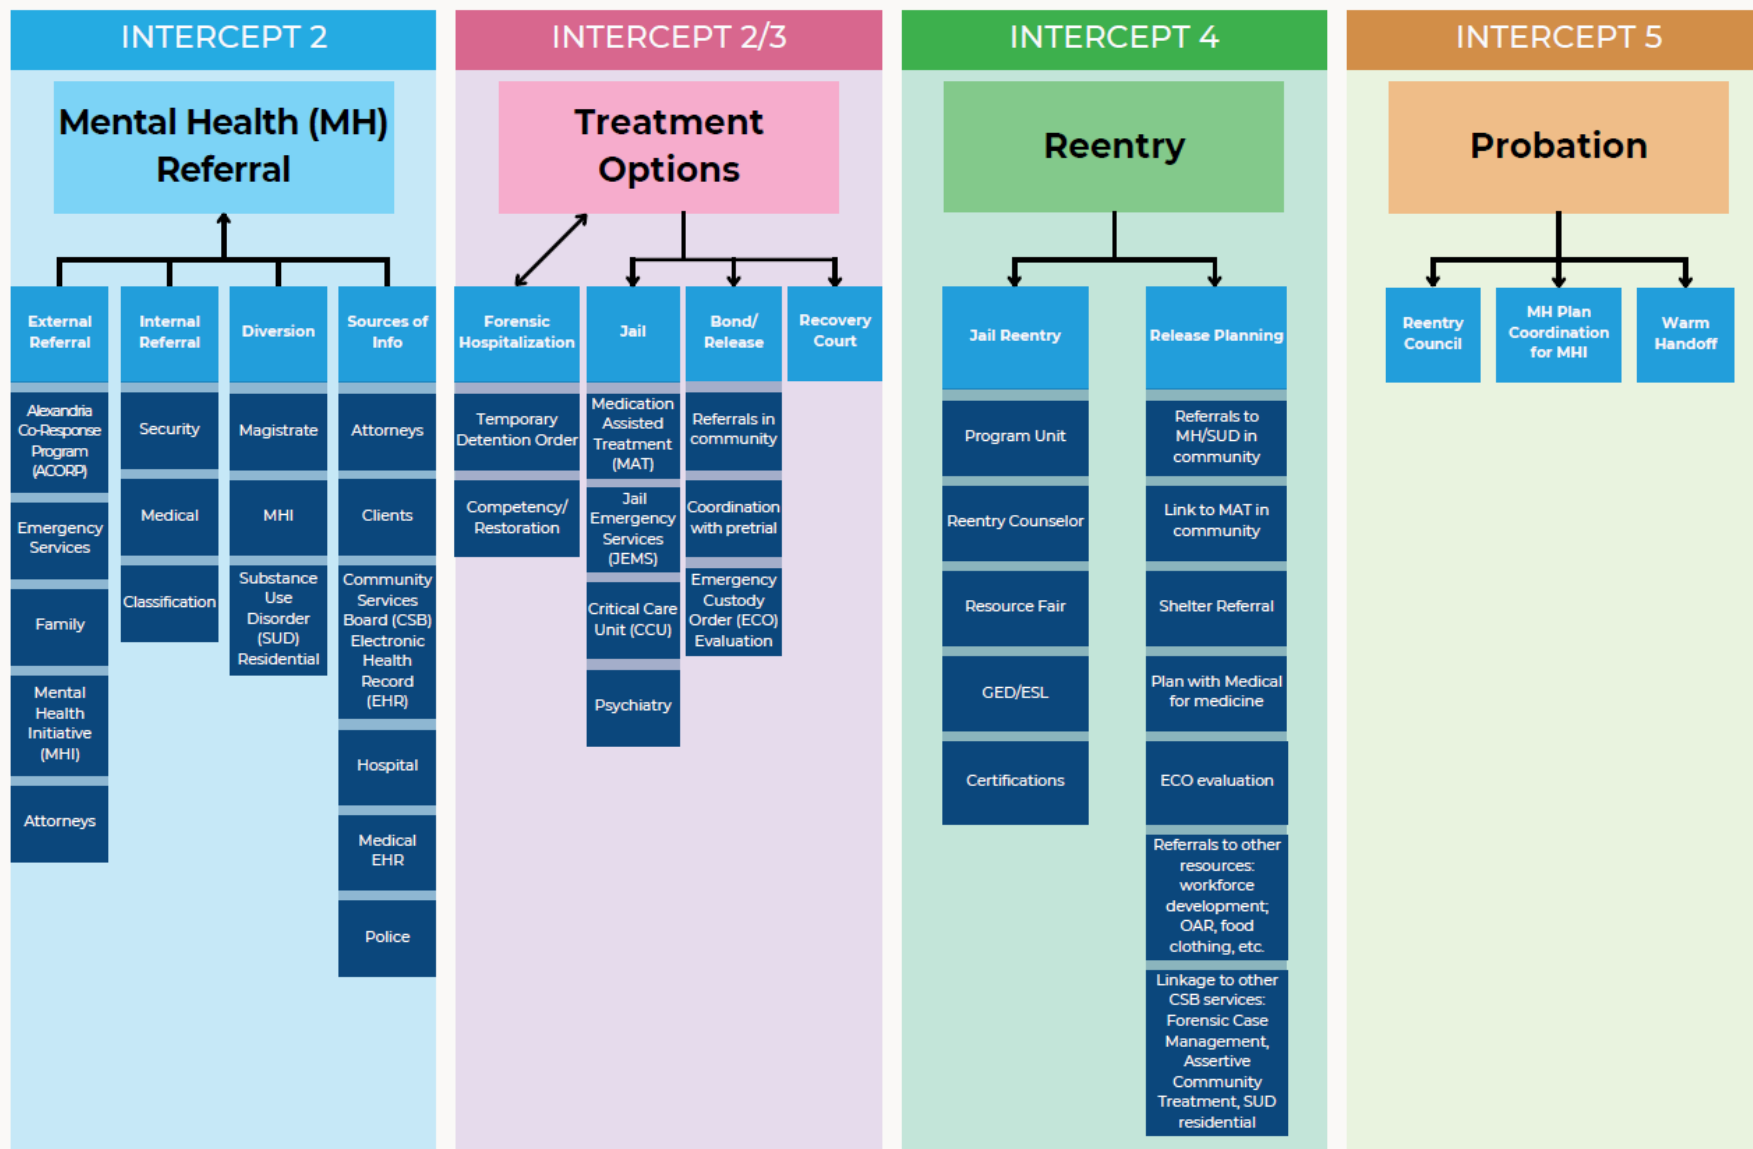 INTERCEPT 2
Mental Health (MH)
Referral
External
Referral
Alexandria
Co-Response
Program
(ACORP)
Emergency
Services
Family
Mental
Health
Initiative
(MHI)
Attorneys
Internal
Referral
Security
Medical
Classification
Diversion
Magistrate
MHI
Substance
Use
Disorder
(SUD)
Residential
Sources of
Info
Attorneys
Clients
Community
Services
Board (CSB)
Electronic
Health
Record
(EHR)
Hospital
Medical
EHR
Police
INTERCEPT 2/3
Treatment
Options
Forensic
Hospitalization
Temporary
Detention Order
Competency/
Restoration
Jail
Medication
Assisted
Treatment
(MAT)
Jail
Emergency
Services
(JEMS)
Critical Care
Unit (CCU)
Psychiatry
Bond/
Release
Referrals in
community
Coordination
with pretrial
Emergency
Custody
Order (ECO)
Evaluation
Recovery
Court
INTERCEPT 4
Reentry
Jail Reentry
Program Unit
Reentry Counselor
Resource Fair
GED/ESL
Certifications
Release Planning
Referrals to
MH/SUD in
community
Link to MAT in
community
Shelter Referral
Plan with Medical
for medicine
ECO evaluation
Referrals to other
resources:
workforce
development;
OAR, food
clothing, etc.
Linkage to other
CSB services:
Forensic Case
Management,
Assertive
Community
Treatment, SUD
residential
INTERCEPT 5
Probation
Reentry
Council
MH Plan
Coordination
for MHI
Warm
Handoff